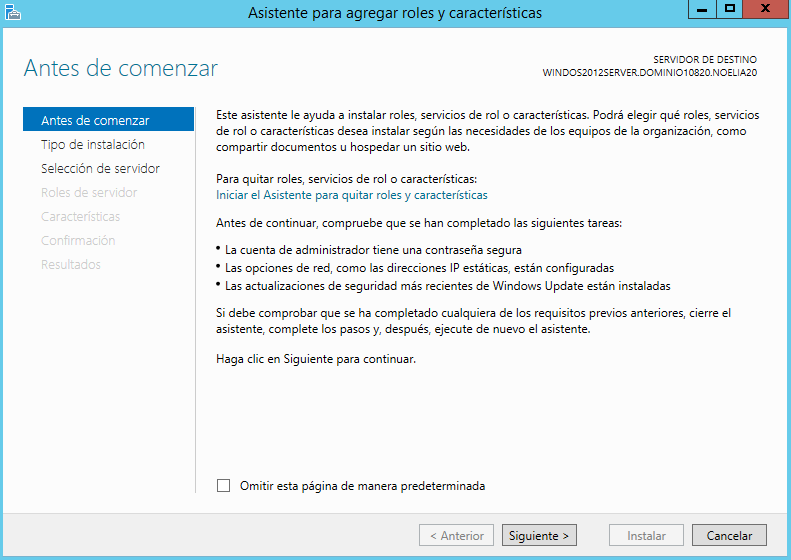 Asistente para agregar roles y características
Antes de comenzar
SERVIDOR DE DESTINO
WINDOS2012SERVER.DOMINIO10820.NOELIA20
Antes de comenzar
Tipo de instalación
Selección de servidor
Roles de servidor
Características
Confirmación
Resultados
Este asistente le ayuda a instalar roles, servicios de rol o características. Podrá elegir qué roles, servicios
de rol o características desea instalar según las necesidades de los equipos de la organización, como
compartir documentos u hospedar un sitio web.
Para quitar roles, servicios de rol o características:
Iniciar el Asistente para quitar roles y características
Antes de continuar, compruebe que se han completado las siguientes tareas:
• La cuenta de administrador tiene una contraseña segura
• Las opciones de red, como las direcciones IP estáticas, están configuradas
• Las actualizaciones de seguridad más recientes de Windows Update están instaladas
Si debe comprobar que se ha completado cualquiera de los requisitos previos anteriores, cierre el
asistente, complete los pasos y, después, ejecute de nuevo el asistente.
Haga clic en Siguiente para continuar.
Omitir esta página de manera predeterminada
< Anterior
Siguiente >
Instalar
Cancelar